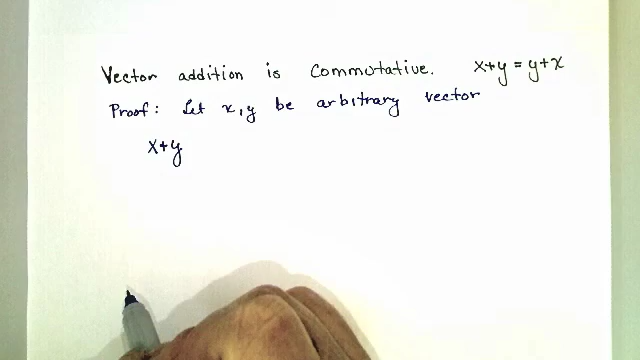 Vector addition is Commutative. x+y = y+x
Proof: Let x, y be arbitrary vector
x+y